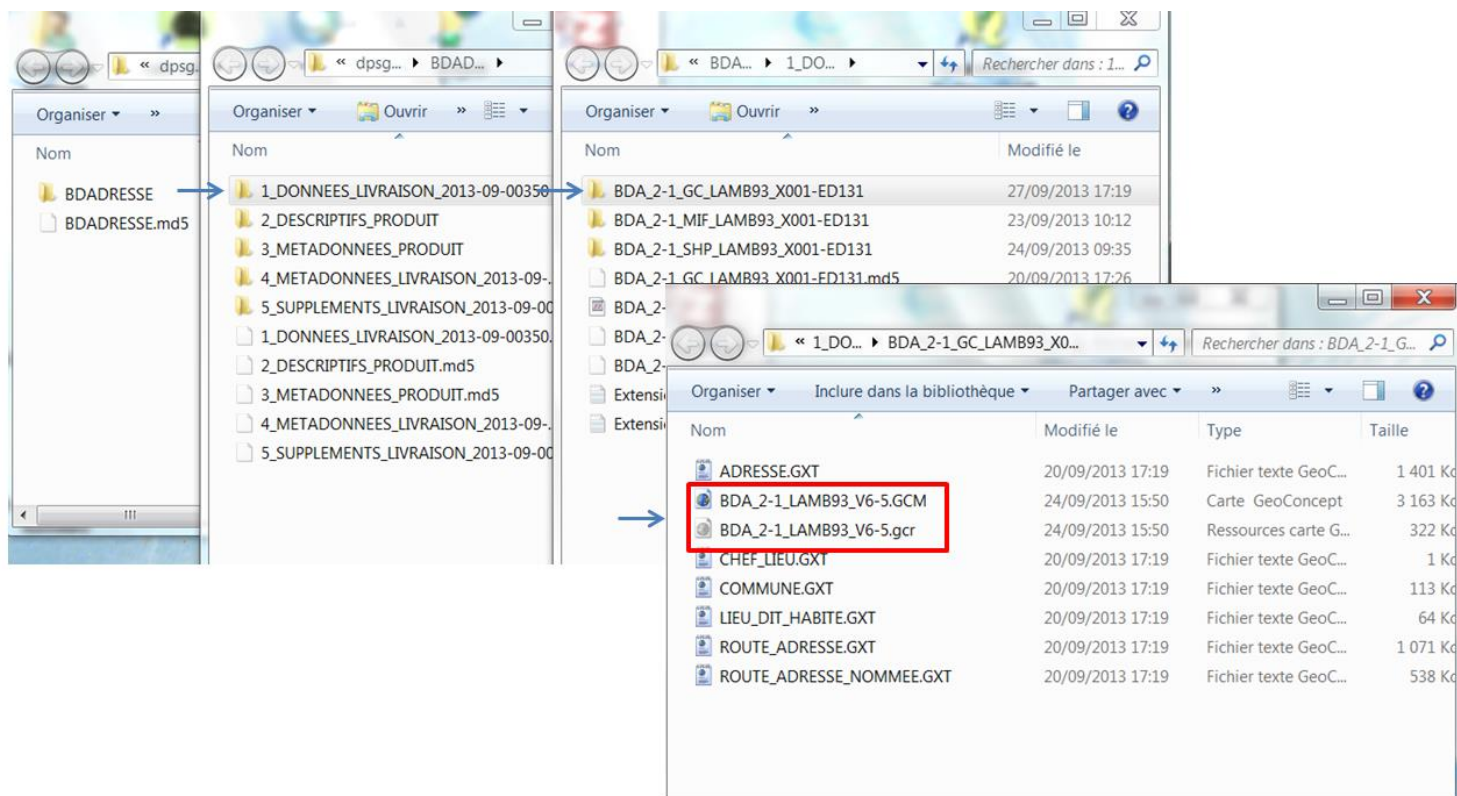 « dpsg.
Organiser »
Nom
BDADRESSE
BDADRESSE.md5
« dpsg... BDAD...
Organiser Ouvrir »
Nom
1_DONNEES_LIVRAISON_2013-09-00350
2_DESCRIPTIFS_PRODUIT
3_METADONNEES_PRODUIT
4_METADONNEES_LIVRAISON_2013-09-..
5_SUPPLEMENTS_LIVRAISON_2013-09-00
1_DONNEES_LIVRAISON_2013-09-00350.
2_DESCRIPTIFS_PRODUIT.md5
3_METADONNEES_PRODUIT.md5
4_METADONNEES_LIVRAISON_2013-09-..
5_SUPPLEMENTS_LIVRAISON_2013-09-00
« BDA... 1_DO... Rechercher dans : 1...
Organiser Ouvrir »
Nom Modifié le
BDA_2-1_GC_LAMB93_X001-ED131 27/09/2013 17:19
BDA_2-1_MIF_LAMB93_X001-ED131 23/09/2013 10:12
BDA_2-1_SHP_LAMB93_X001-ED131 24/09/2013 09:35
BDA_2-1_GC_LAMB93_X001-ED131.md5 20/09/2013 17:26
BDA_2-
BDA_2-
BDA_2-
Extensi
Extensi
« 1_DO... BDA_2-1_GC_LAMB93_X0... Rechercher dans : BDA_2-1_G...
Organiser Inclure dans la bibliothèque Partager avec »
Nom Modifié le Type Taille
ADRESSE.GXT 20/09/2013 17:19 Fichier texte GeoC... 1 401 Ko
BDA_2-1_LAMB93_V6-5.GCM 24/09/2013 15:50 Carte GeoConcept 3 163 Ko
BDA_2-1_LAMB93_V6-5.gcr 24/09/2013 15:50 Ressources carte G... 322 Ko
CHEF_LIEU.GXT 20/09/2013 17:19 Fichier texte GeoC... 1 Ko
COMMUNE.GXT 20/09/2013 17:19 Fichier texte GeoC... 113 Ko
LIEU_DIT_HABITE.GXT 20/09/2013 17:19 Fichier texte GeoC... 64 Ko
ROUTE_ADRESSE.GXT 20/09/2013 17:19 Fichier texte GeoC... 1 071 Ko
ROUTE_ADRESSE_NOMMEE.GXT 20/09/2013 17:19 Fichier texte GeoC... 538 Ko